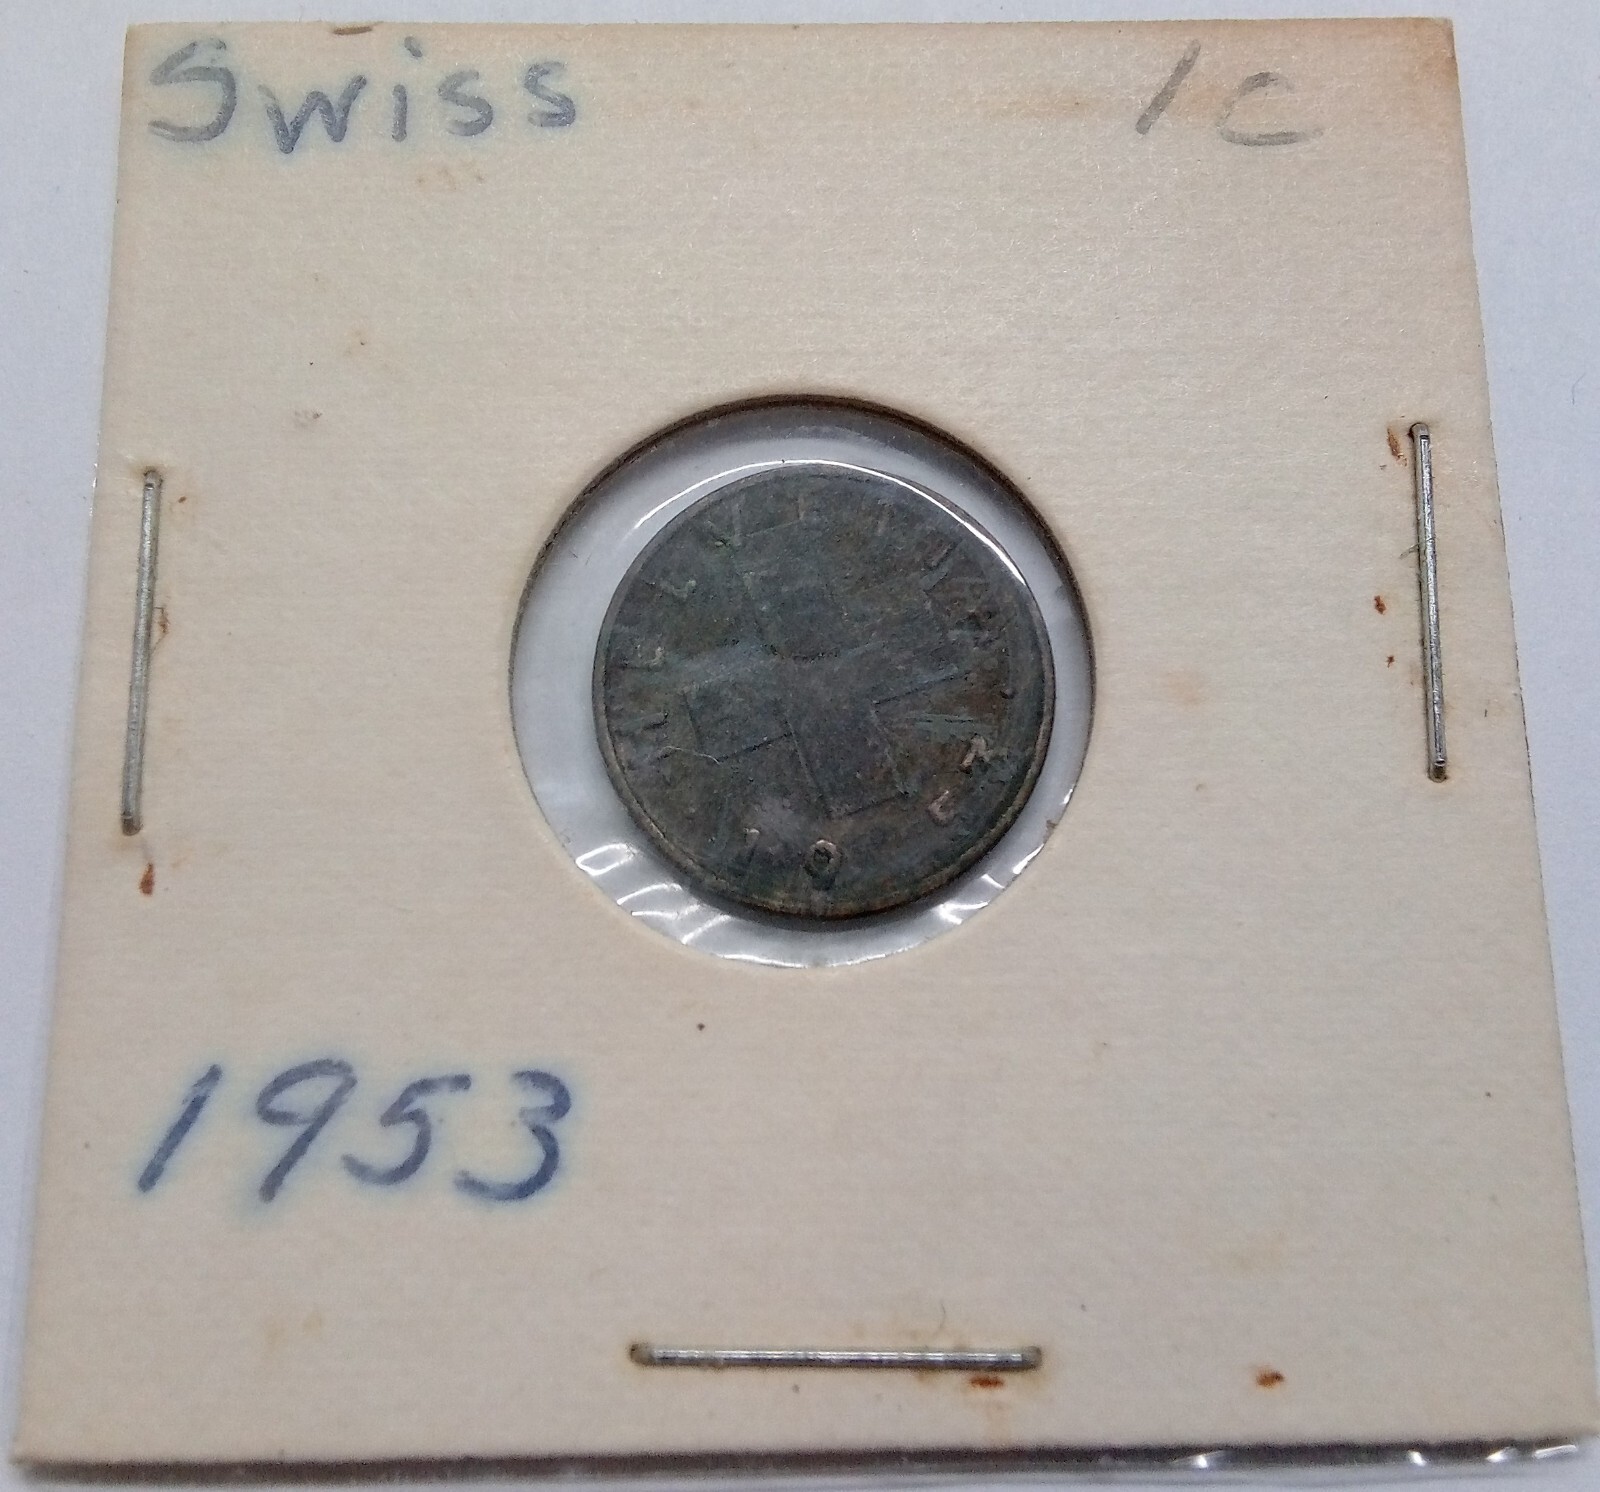 Swiss 1c
HELVETIA
1953